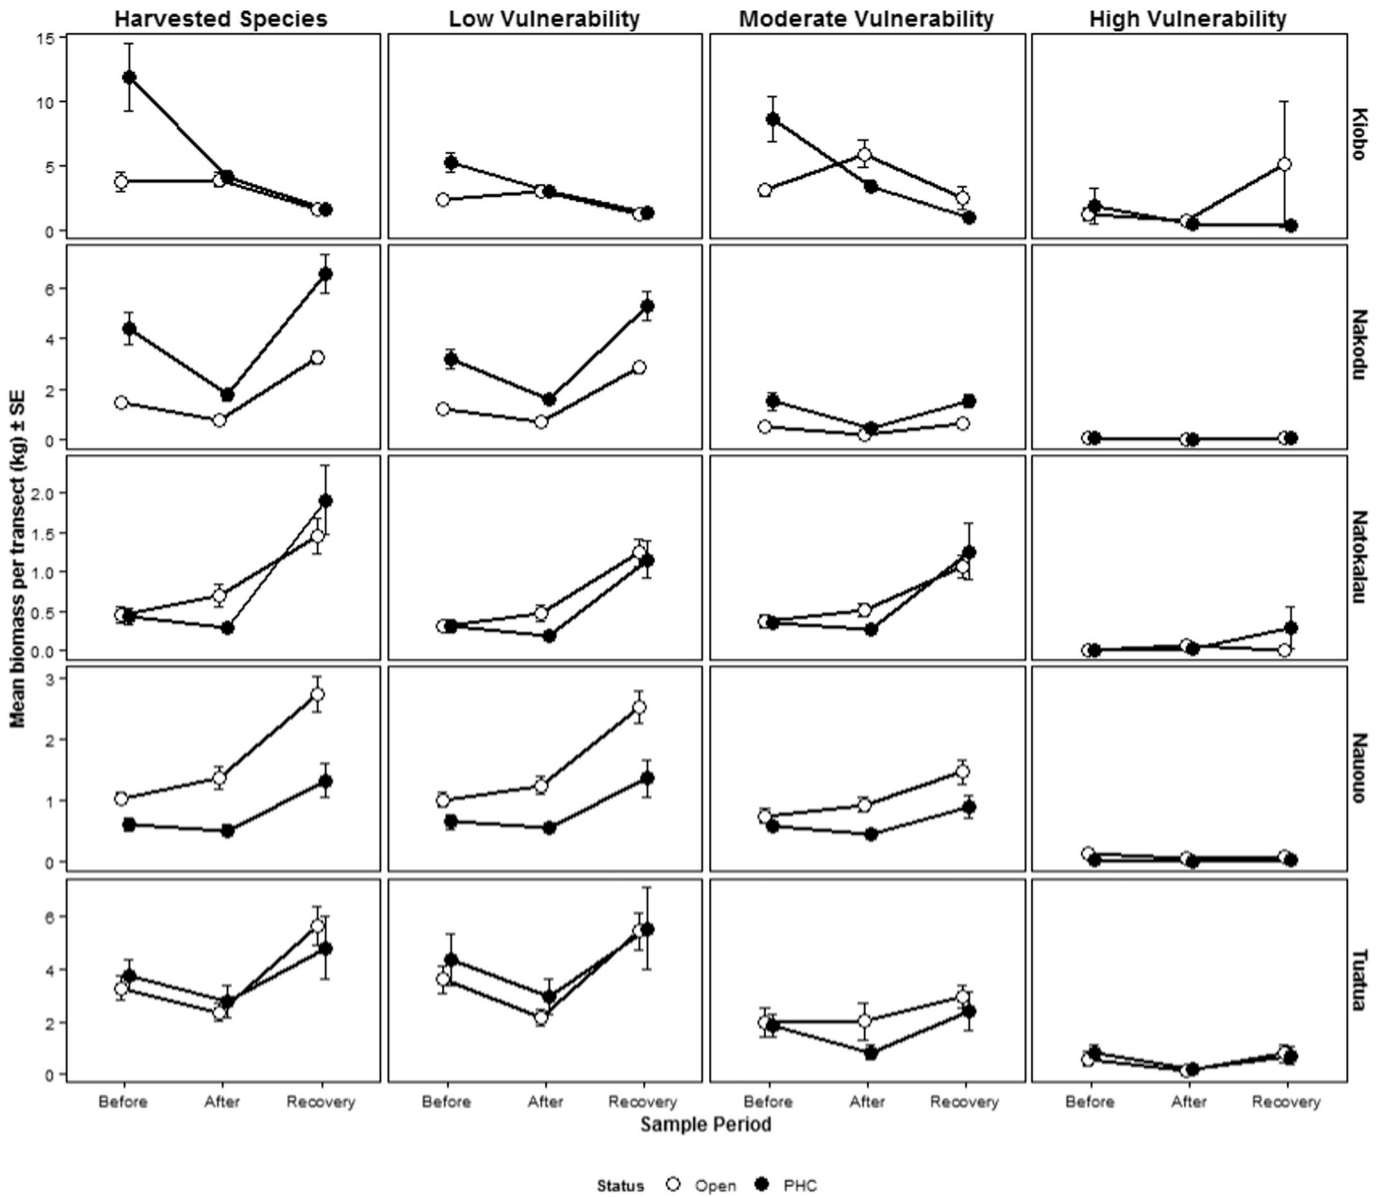 Harvested Species Low Vulnerability Moderate Vulnerability High Vulnerability
15
10
5
0
Kiobo
6
4
2
0
Nakodu
2.0
1.5
1.0
0.5
0.0
Natokalau
3
2
1
0
Nauouo
6
4
2
0
Tuatua
Mean biomass per transect (kg) ± SE
Before After Recovery Before After Recovery Before After Recovery Before After Recovery
Sample Period
Status Open PHC